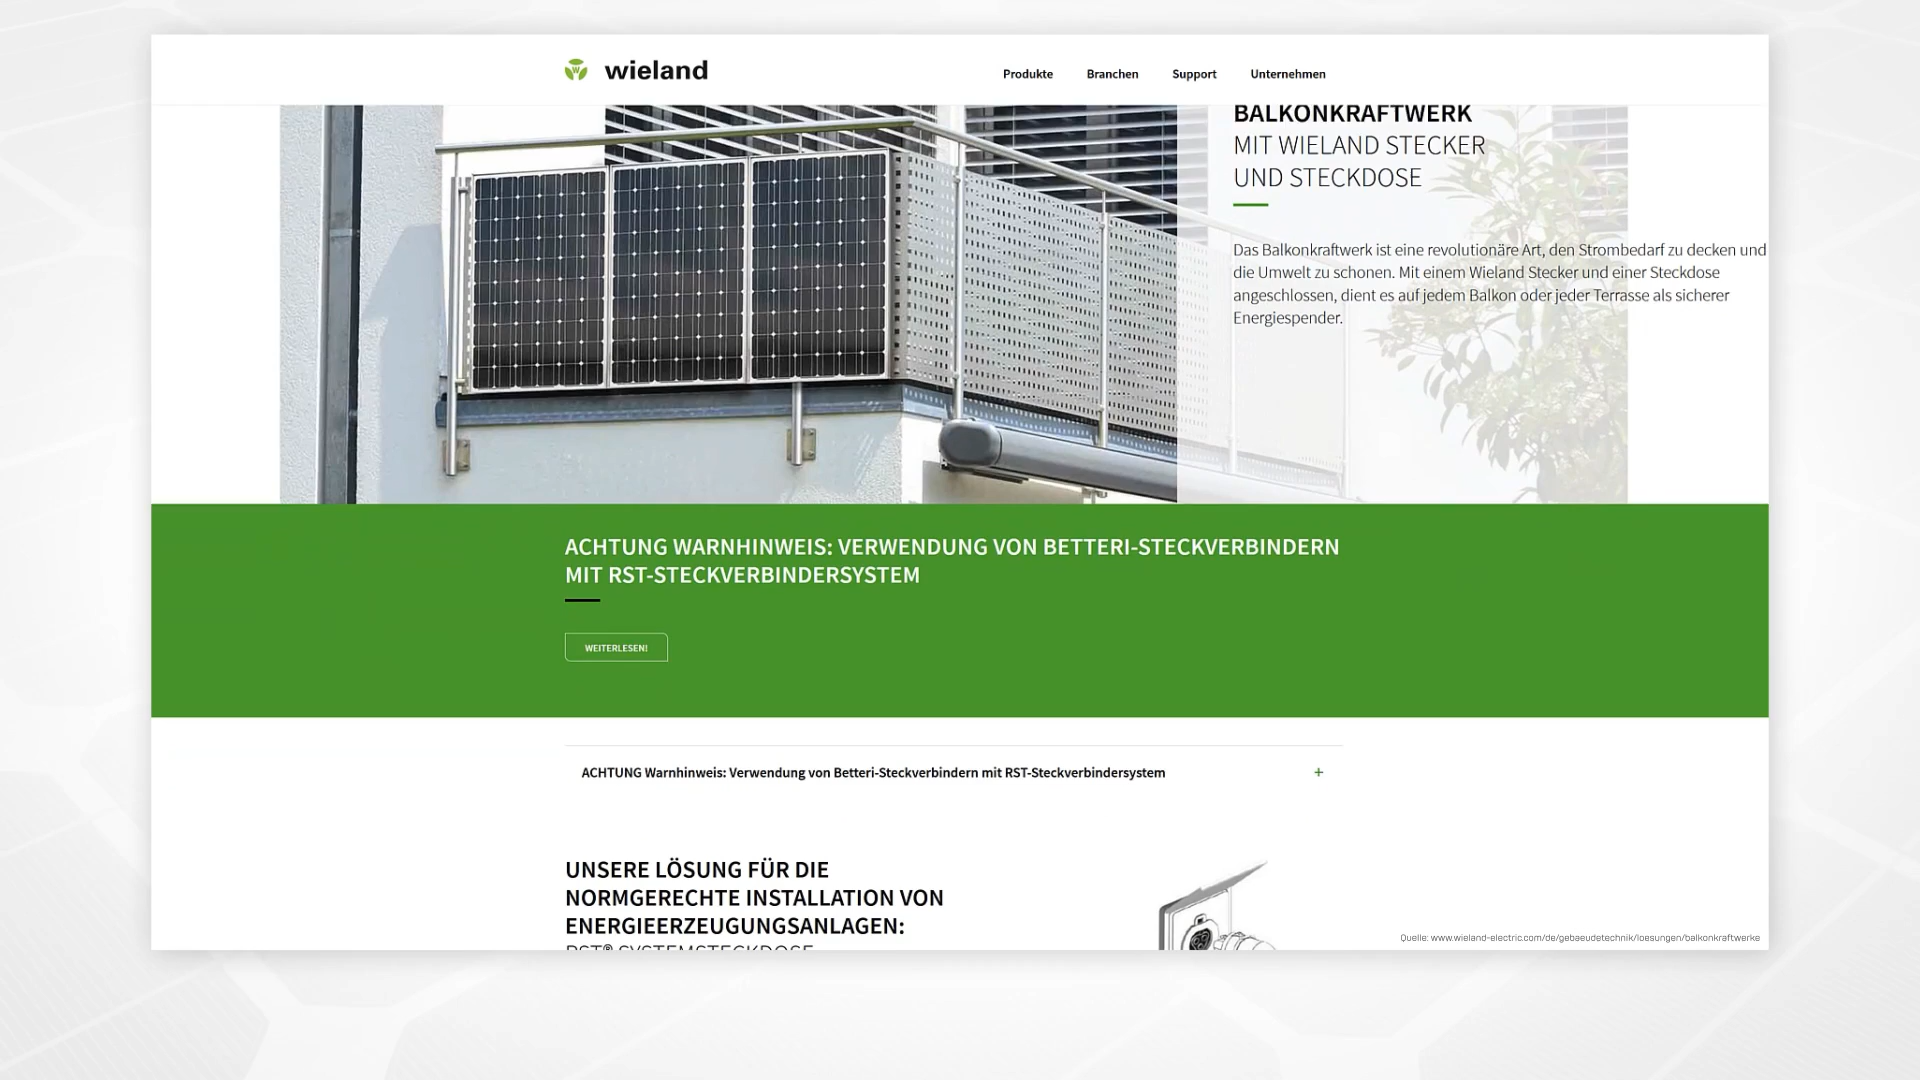 wieland
Produkte Branchen Support Unternehmen
BALKONKRAFTWERK
MIT WIELAND STECKER
UND STECKDOSE
Das Balkonkraftwerk ist eine revolutionäre Art, den Strombedarf zu decken und
die Umwelt zu schonen. Mit einem Wieland Stecker und einer Steckdose
angeschlossen, dient es auf jedem Balkon oder jeder Terrasse als sicherer
Energiespender.
ACHTUNG WARNHINWEIS: VERWENDUNG VON BETTERI-STECKVERBINDERN
MIT RST-STECKVERBINDERSYSTEM
WEITERLESEN!
ACHTUNG Warnhinweis: Verwendung von Betteri-Steckverbindern mit RST-Steckverbindersystem +
UNSERE LÖSUNG FÜR DIE
NORMGERECHTE INSTALLATION VON
ENERGIEERZEUGUNGSANLAGEN:
RST® SYSTEMSTECKDOSE
Quelle: www.wieland-electric.com/de/gebaeudetechnik/loesungen/balkonkraftwerke